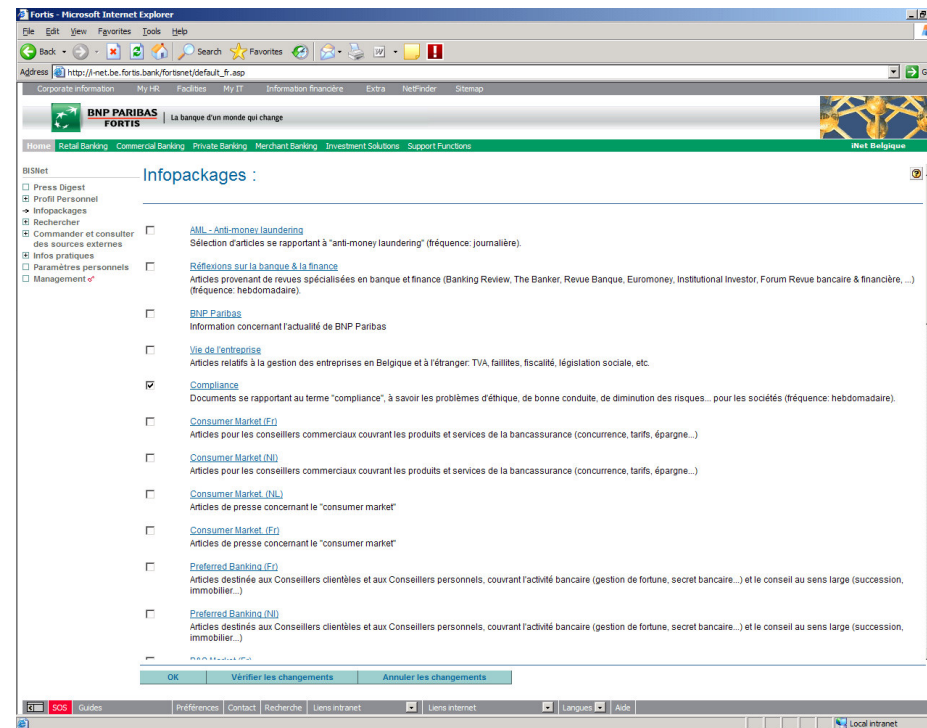 Fortis - Microsoft Internet Explorer
File Edit View Favorites Tools Help
Back Search Favorites
Address http://i-net.be.fortis.bank/fortisnet/default_fr.asp
Corporate information My HR Facilities My IT Information financière Extra NetFinder Sitemap
BNP PARIBAS
FORTIS
La banque d'un monde qui change
Home Retail Banking Commercial Banking Private Banking Merchant Banking Investment Solutions Support Functions iNet Belgique
BISNet
Press Digest
Profil Personnel
Infopackages
Rechercher
Commander et consulter
des sources externes
Infos pratiques
Paramètres personnels
Management
Infopackages :
AML - Anti-money laundering
Sélection d'articles se rapportant à "anti-money laundering" (fréquence: journalière).
Réflexions sur la banque & la finance
Articles provenant de revues spécialisées en banque et finance (Banking Review, The Banker, Revue Banque, Euromoney, Institutional Investor, Forum Revue bancaire & financière, ...)
(fréquence: hebdomadaire).
BNP Paribas
Information concernant l'actualité de BNP Paribas
Vie de l'entreprise
Articles relatifs à la gestion des entreprises en Belgique et à l'étranger: TVA, faillites, fiscalité, législation sociale, etc.
Compliance
Documents se rapportant au terme "compliance", à savoir les problèmes d'éthique, de bonne conduite, de diminution des risques... pour les sociétés (fréquence: hebdomadaire).
Consumer Market (Fr)
Articles pour les conseillers commerciaux couvrant les produits et services de la bancassurance (concurrence, tarifs, épargne...)
Consumer Market (Nl)
Articles pour les conseillers commerciaux couvrant les produits et services de la bancassurance (concurrence, tarifs, épargne...)
Consumer Market. (NL)
Articles de presse concernant le "consumer market"
Consumer Market. (Fr)
Articles de presse concernant le "consumer market"
Preferred Banking (Fr)
Articles destinée aux Conseillers clientèles et aux Conseillers personnels, couvrant l'activité bancaire (gestion de fortune, secret bancaire...) et le conseil au sens large (succession,
immobilier...)
Preferred Banking (Nl)
Articles destinés aux Conseillers clientèles et aux Conseillers personnels, couvrant l'activité bancaire (gestion de fortune, secret bancaire...) et le conseil au sens large (succession,
immobilier...)
OK Vérifier les changements Annuler les changements
SOS Guides Préférences Contact Recherche Liens intranet Liens internet Langues Aide
Local intranet